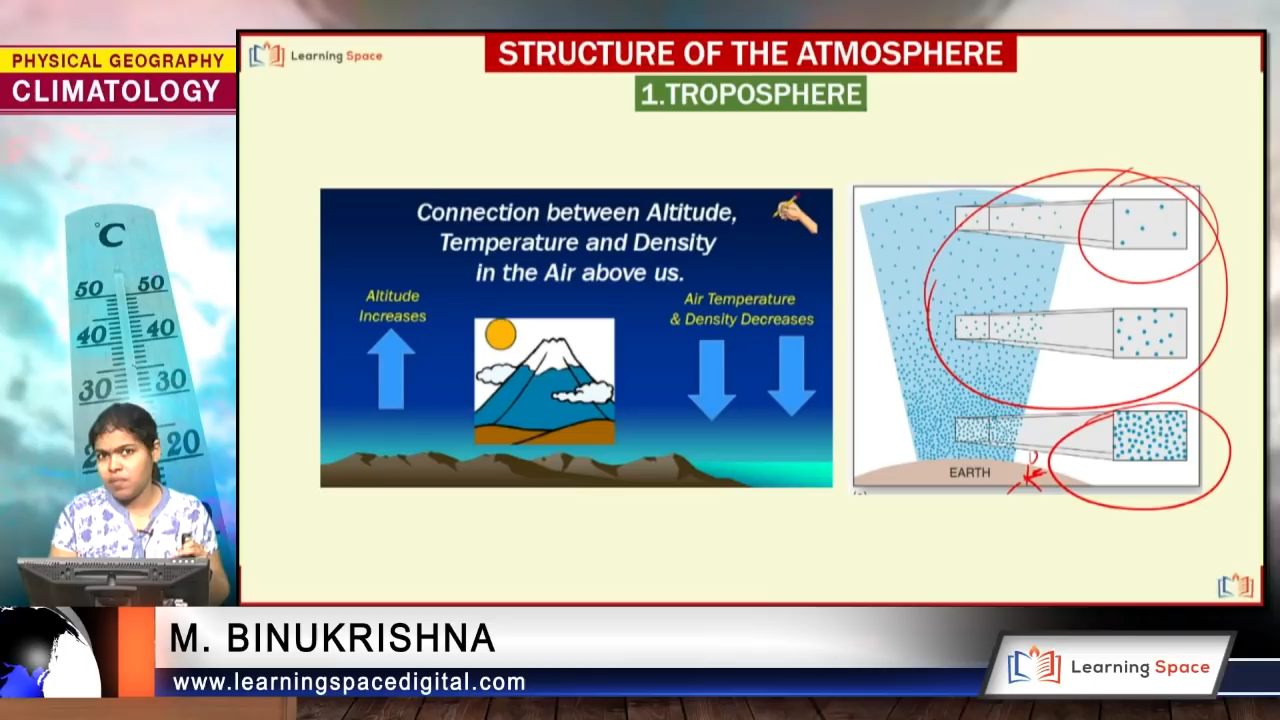 PHYSICAL GEOGRAPHY
CLIMATOLOGY
Learning Space
STRUCTURE OF THE ATMOSPHERE
1.TROPOSPHERE
Connection between Altitude,
Temperature and Density
in the Air above us.
Altitude
Increases
Air Temperature
& Density Decreases
EARTH
°C
50 50
40 40
30 30
20
M. BINUKRISHNA
www.learningspacedigital.com
Learning Space